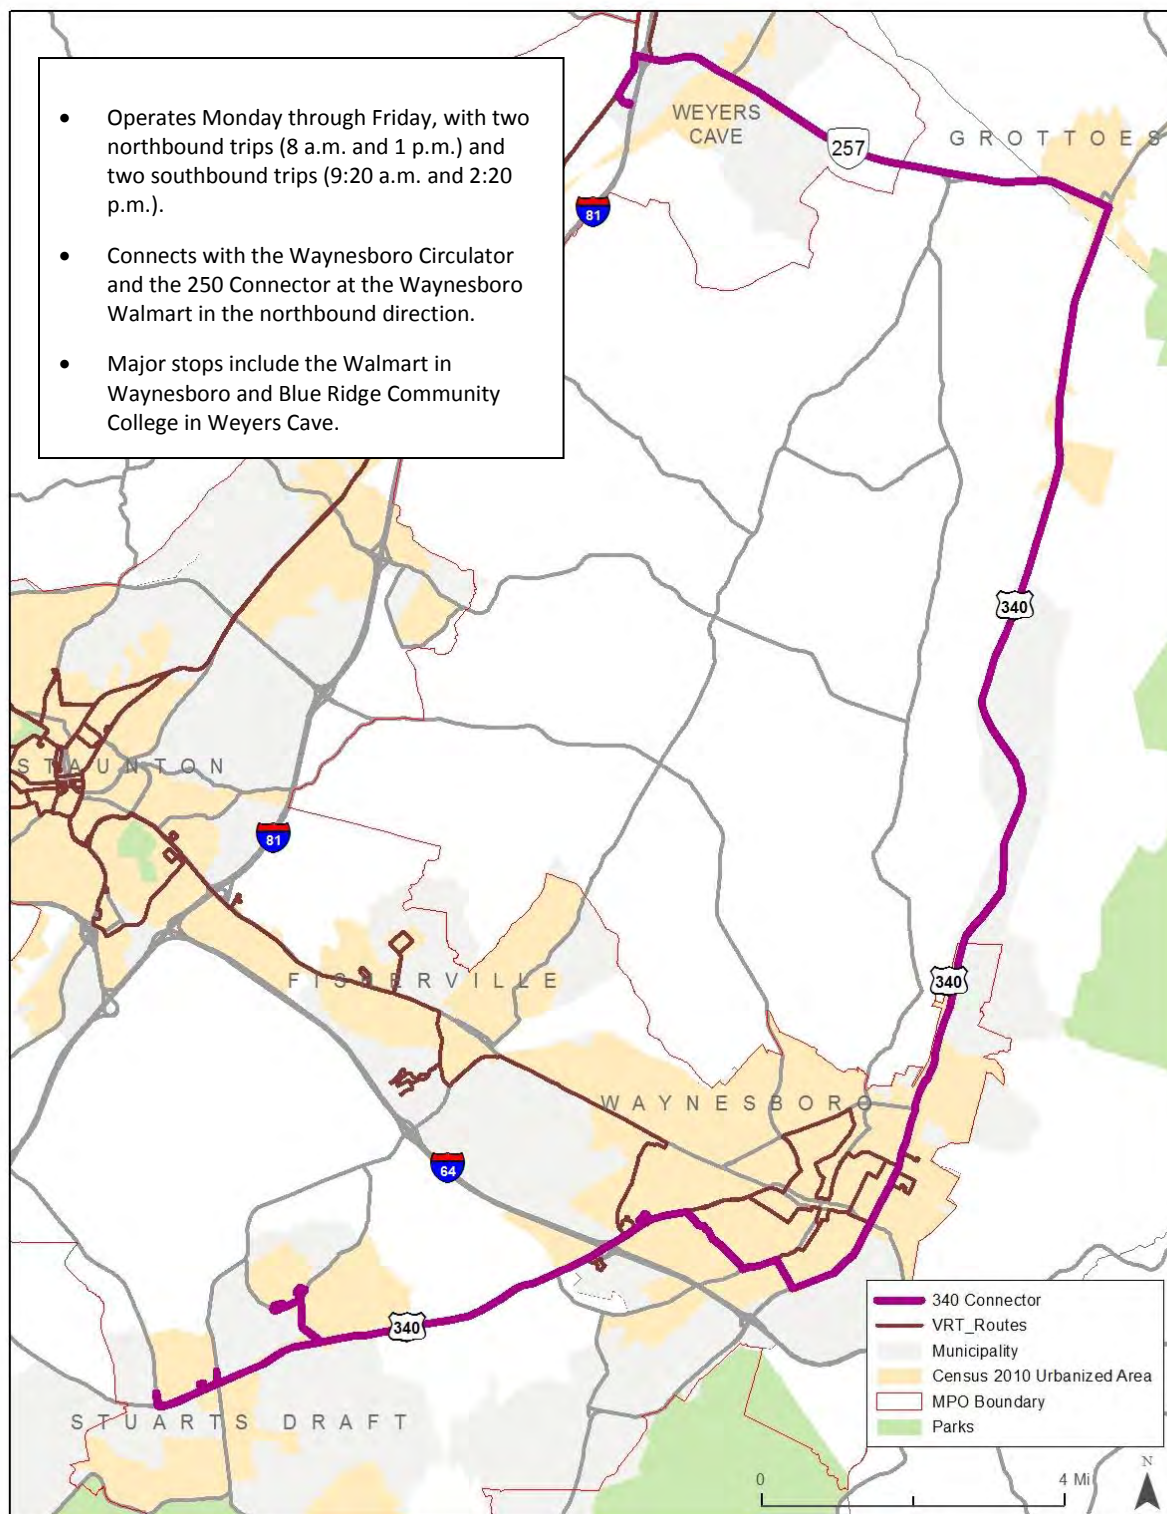 • Operates Monday through Friday, with two
northbound trips (8 a.m. and 1 p.m.) and
two southbound trips (9:20 a.m. and 2:20
p.m.).
• Connects with the Waynesboro Circulator
and the 250 Connector at the Waynesboro
Walmart in the northbound direction.
• Major stops include the Walmart in
Waynesboro and Blue Ridge Community
College in Weyers Cave.
WEYERS
CAVE
257
GROTTOES
81
340
STAUNTON
81
FISHERVILLE
340
WAYNESBORO
64
340
STUARTS DRAFT
340 Connector
VRT_Routes
Municipality
Census 2010 Urbanized Area
MPO Boundary
Parks
0 4 Mi
N